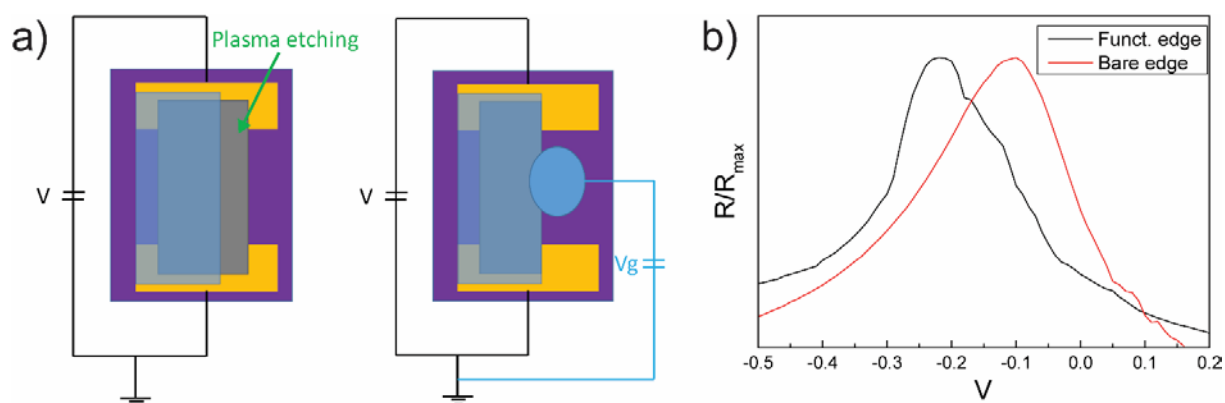 a)
Plasma etching
V
V
Vg
b)
Funct. edge
Bare edge
R/Rmax
-0.5
-0.4
-0.3
-0.2
-0.1
0.0
0.1
0.2
V